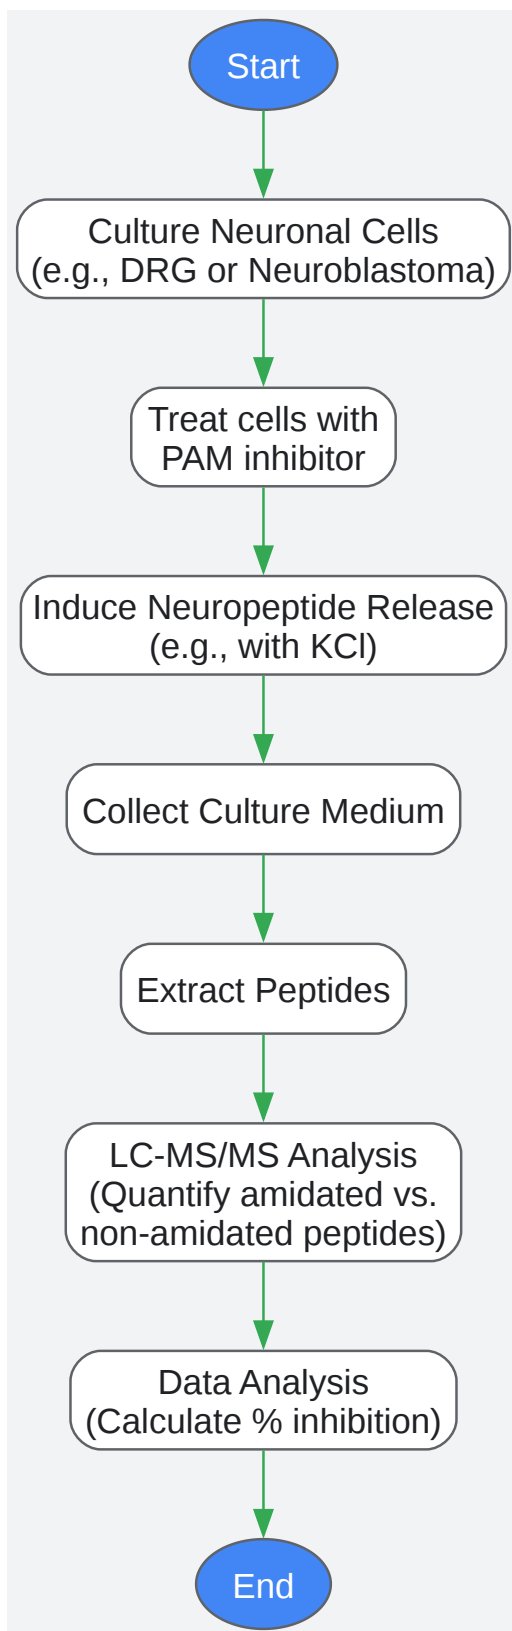 Start
Culture Neuronal Cells
(e.g., DRG or Neuroblastoma)
Treat cells with
PAM inhibitor
Induce Neuropeptide Release
(e.g., with KCl)
Collect Culture Medium
Extract Peptides
LC-MS/MS Analysis
(Quantify amidated vs.
non-amidated peptides)
Data Analysis
(Calculate % inhibition)
End